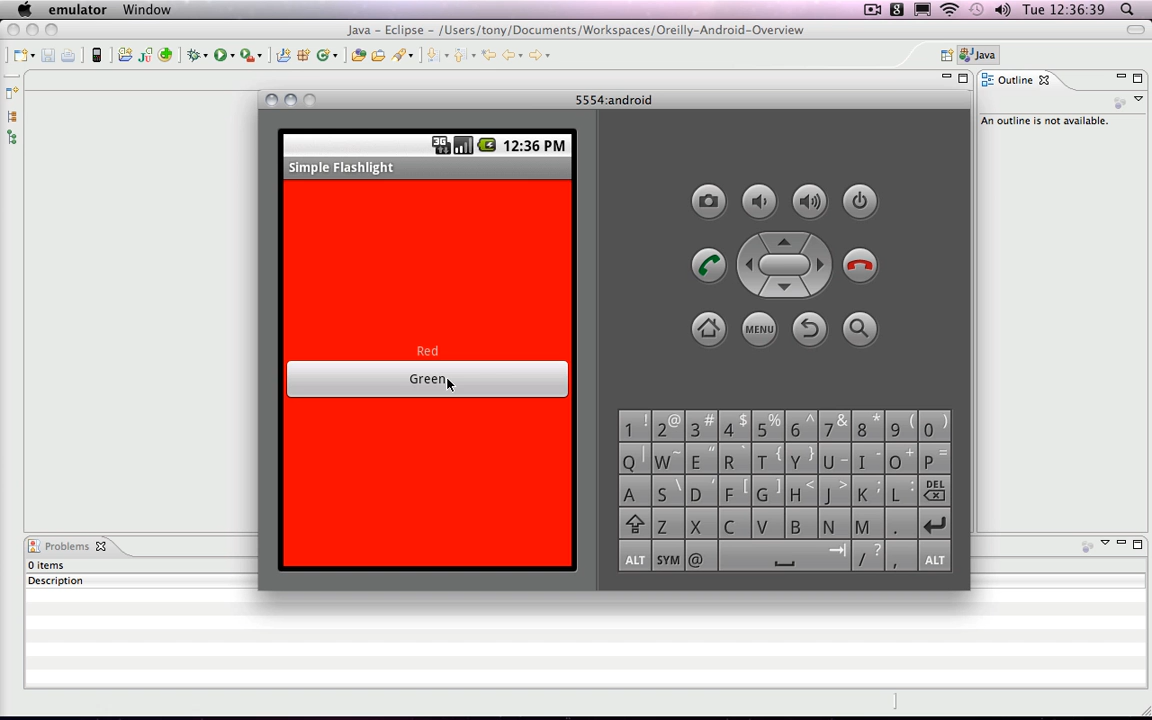 emulator Window
Tue 12:36:39
Java - Eclipse - /Users/tony/Documents/Workspaces/Oreilly-Android-Overview
Java
Outline
An outline is not available.
5554:android
3G
12:36 PM
Simple Flashlight
Red
Green
MENU
1 ! 2 @ 3 # 4 $ 5 % 6 ^ 7 & 8 * 9 ( 0 )
Q | W ~ E " R ` T { Y } U _ I - O + P =
A S \ D ' F [ G ] H < J > K ; L : DEL
Z X C V B N M .
ALT SYM @ / ? , ALT
Problems
0 items
Description